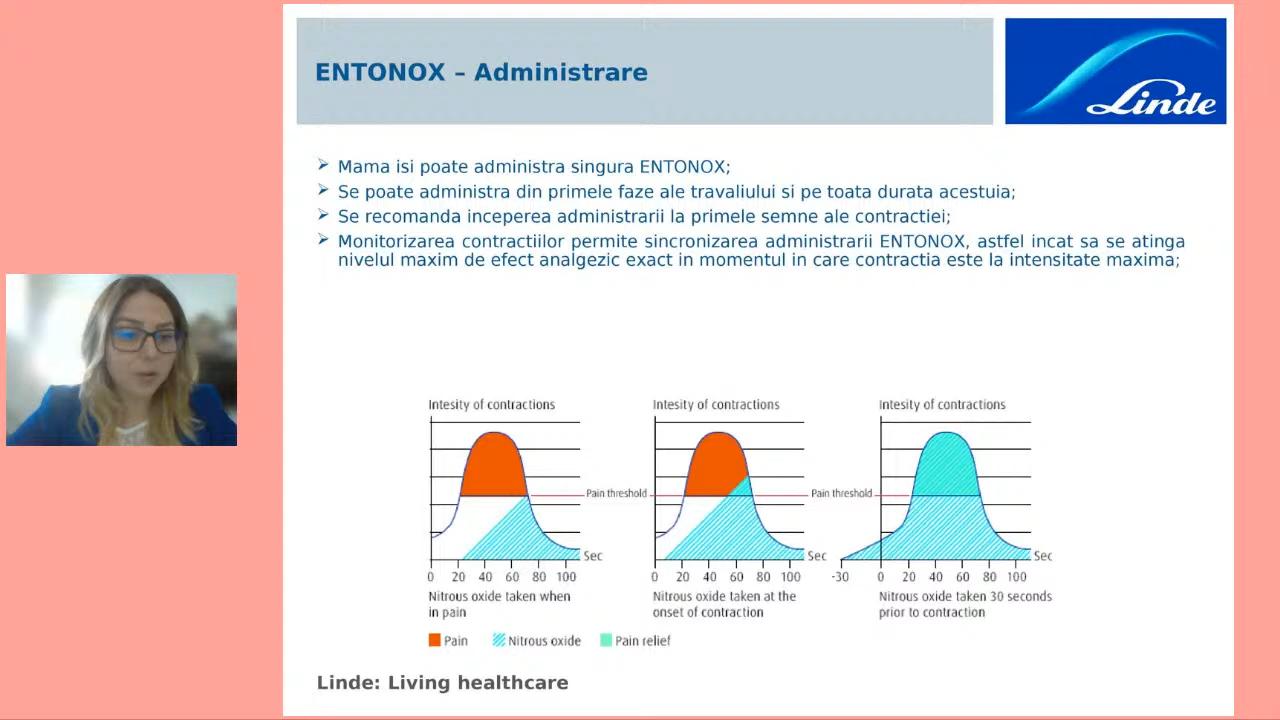 ENTONOX – Administrare
Linde
Mama isi poate administra singura ENTONOX;
Se poate administra din primele faze ale travaliului si pe toata durata acestuia;
Se recomanda inceperea administrarii la primele semne ale contractiei;
Monitorizarea contractiilor permite sincronizarea administrarii ENTONOX, astfel incat sa se atinga
nivelul maxim de efect analgezic exact in momentul in care contractia este la intensitate maxima;
Intesity of contractions
Pain threshold
Sec
0 20 40 60 80 100
Nitrous oxide taken when
in pain
Intesity of contractions
Pain threshold
Sec
0 20 40 60 80 100
Nitrous oxide taken at the
onset of contraction
Intesity of contractions
Sec
-30 0 20 40 60 80 100
Nitrous oxide taken 30 seconds
prior to contraction
Pain Nitrous oxide Pain relief
Linde: Living healthcare